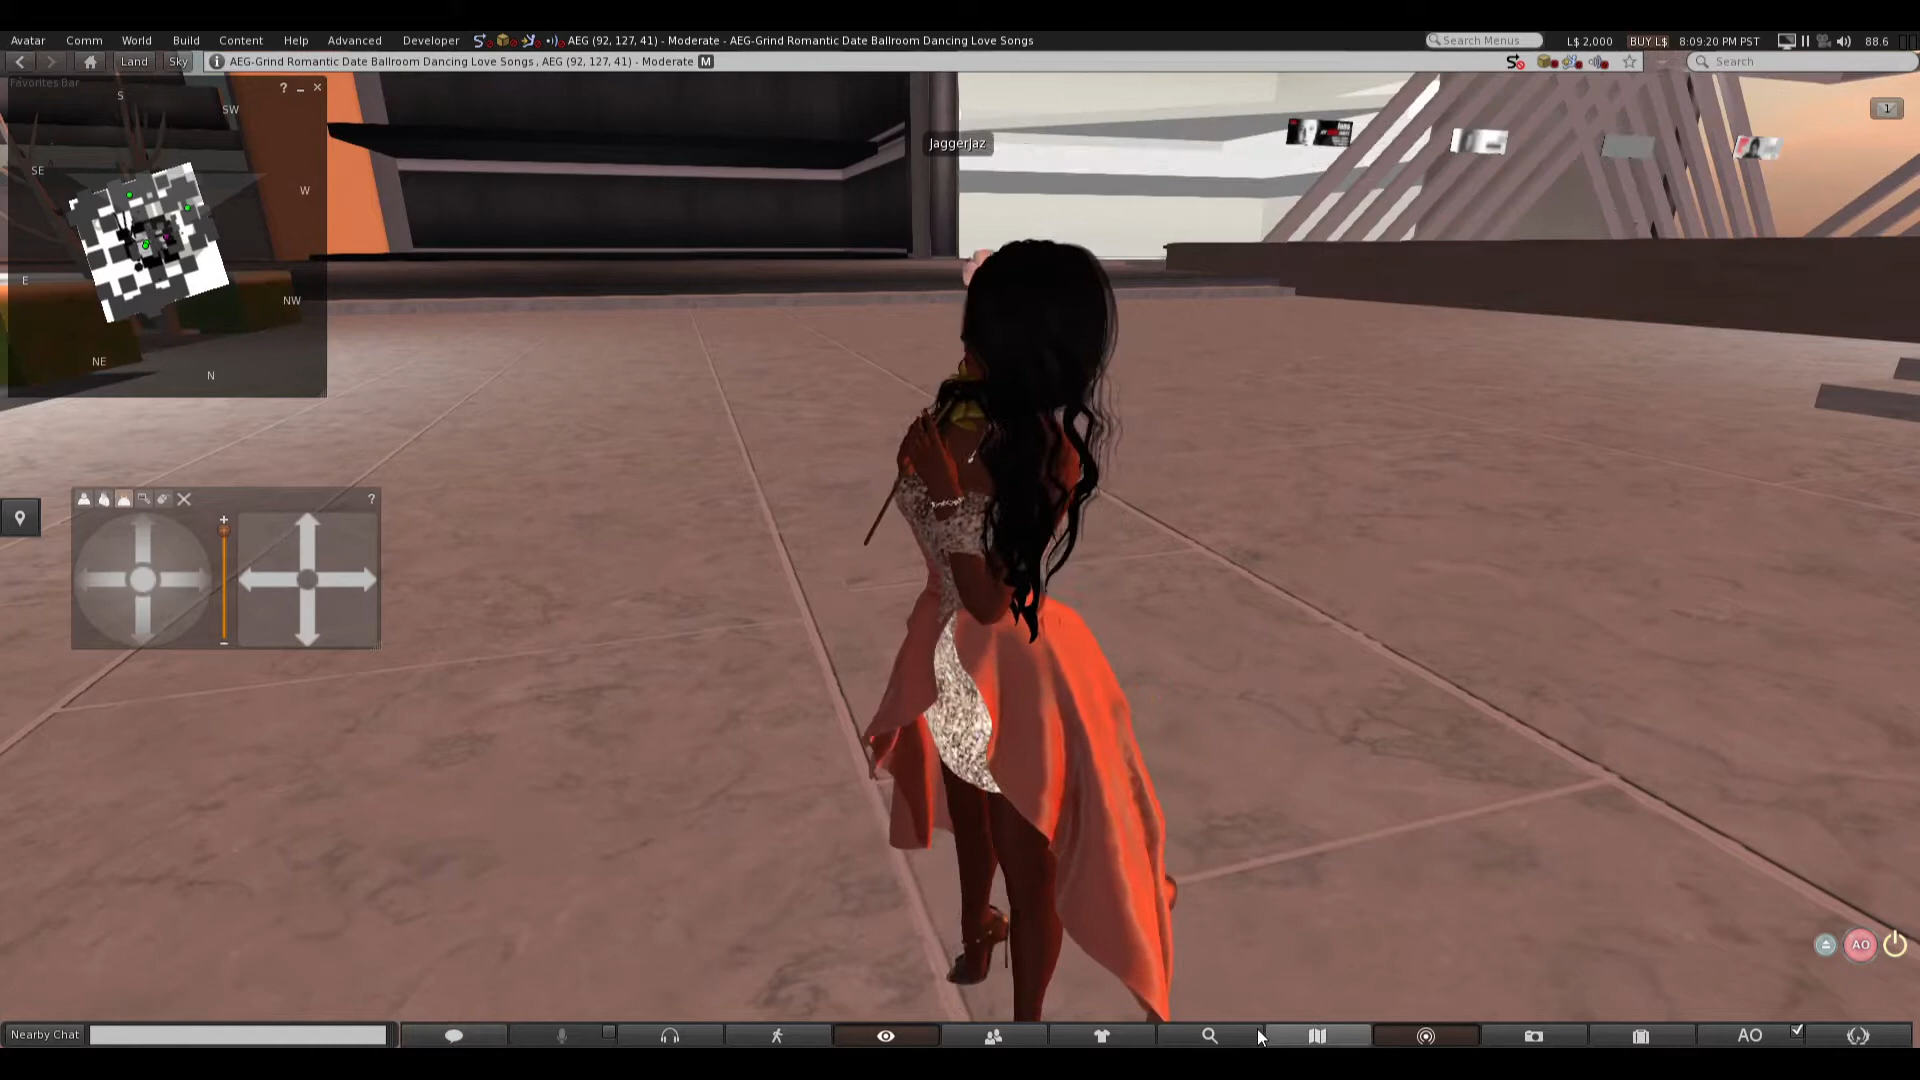 Avatar Comm World Build Content Help Advanced Developer AEG (92, 127, 41) - Moderate - AEG-Grind Romantic Date Ballroom Dancing Love Songs Search Menus L$ 2,000 BUY L$ 8:09:20 PM PST 88.6
Land Sky AEG-Grind Romantic Date Ballroom Dancing Love Songs , AEG (92, 127, 41) - Moderate M Search
Favorites Bar
? _ ×
S
SW
SE
W
E
NW
NE
N
1
JaggerJaz
?
+
−
AO
Nearby Chat AO